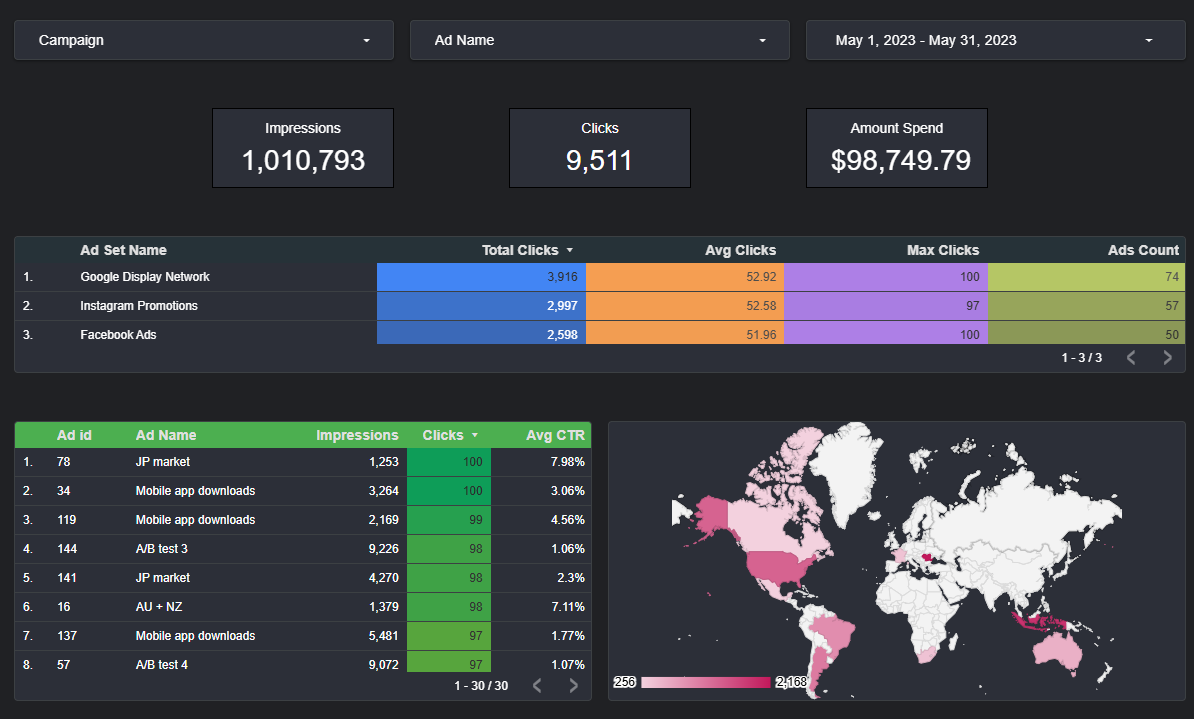 Campaign Ad Name May 1, 2023 - May 31, 2023
Impressions Clicks Amount Spend
1,010,793 9,511 $98,749.79
Ad Set Name Total Clicks Avg Clicks Max Clicks Ads Count
1. Google Display Network 3,916 52.92 100 74
2. Instagram Promotions 2,997 52.58 97 57
3. Facebook Ads 2,598 51.96 100 50
1 - 3 / 3
Ad id Ad Name Impressions Clicks Avg CTR
1. 78 JP market 1,253 100 7.98%
2. 34 Mobile app downloads 3,264 100 3.06%
3. 119 Mobile app downloads 2,169 99 4.56%
4. 144 A/B test 3 9,226 98 1.06%
5. 141 JP market 4,270 98 2.3%
6. 16 AU + NZ 1,379 98 7.11%
7. 137 Mobile app downloads 5,481 97 1.77%
8. 57 A/B test 4 9,072 97 1.07%
1 - 30 / 30
256 2,168